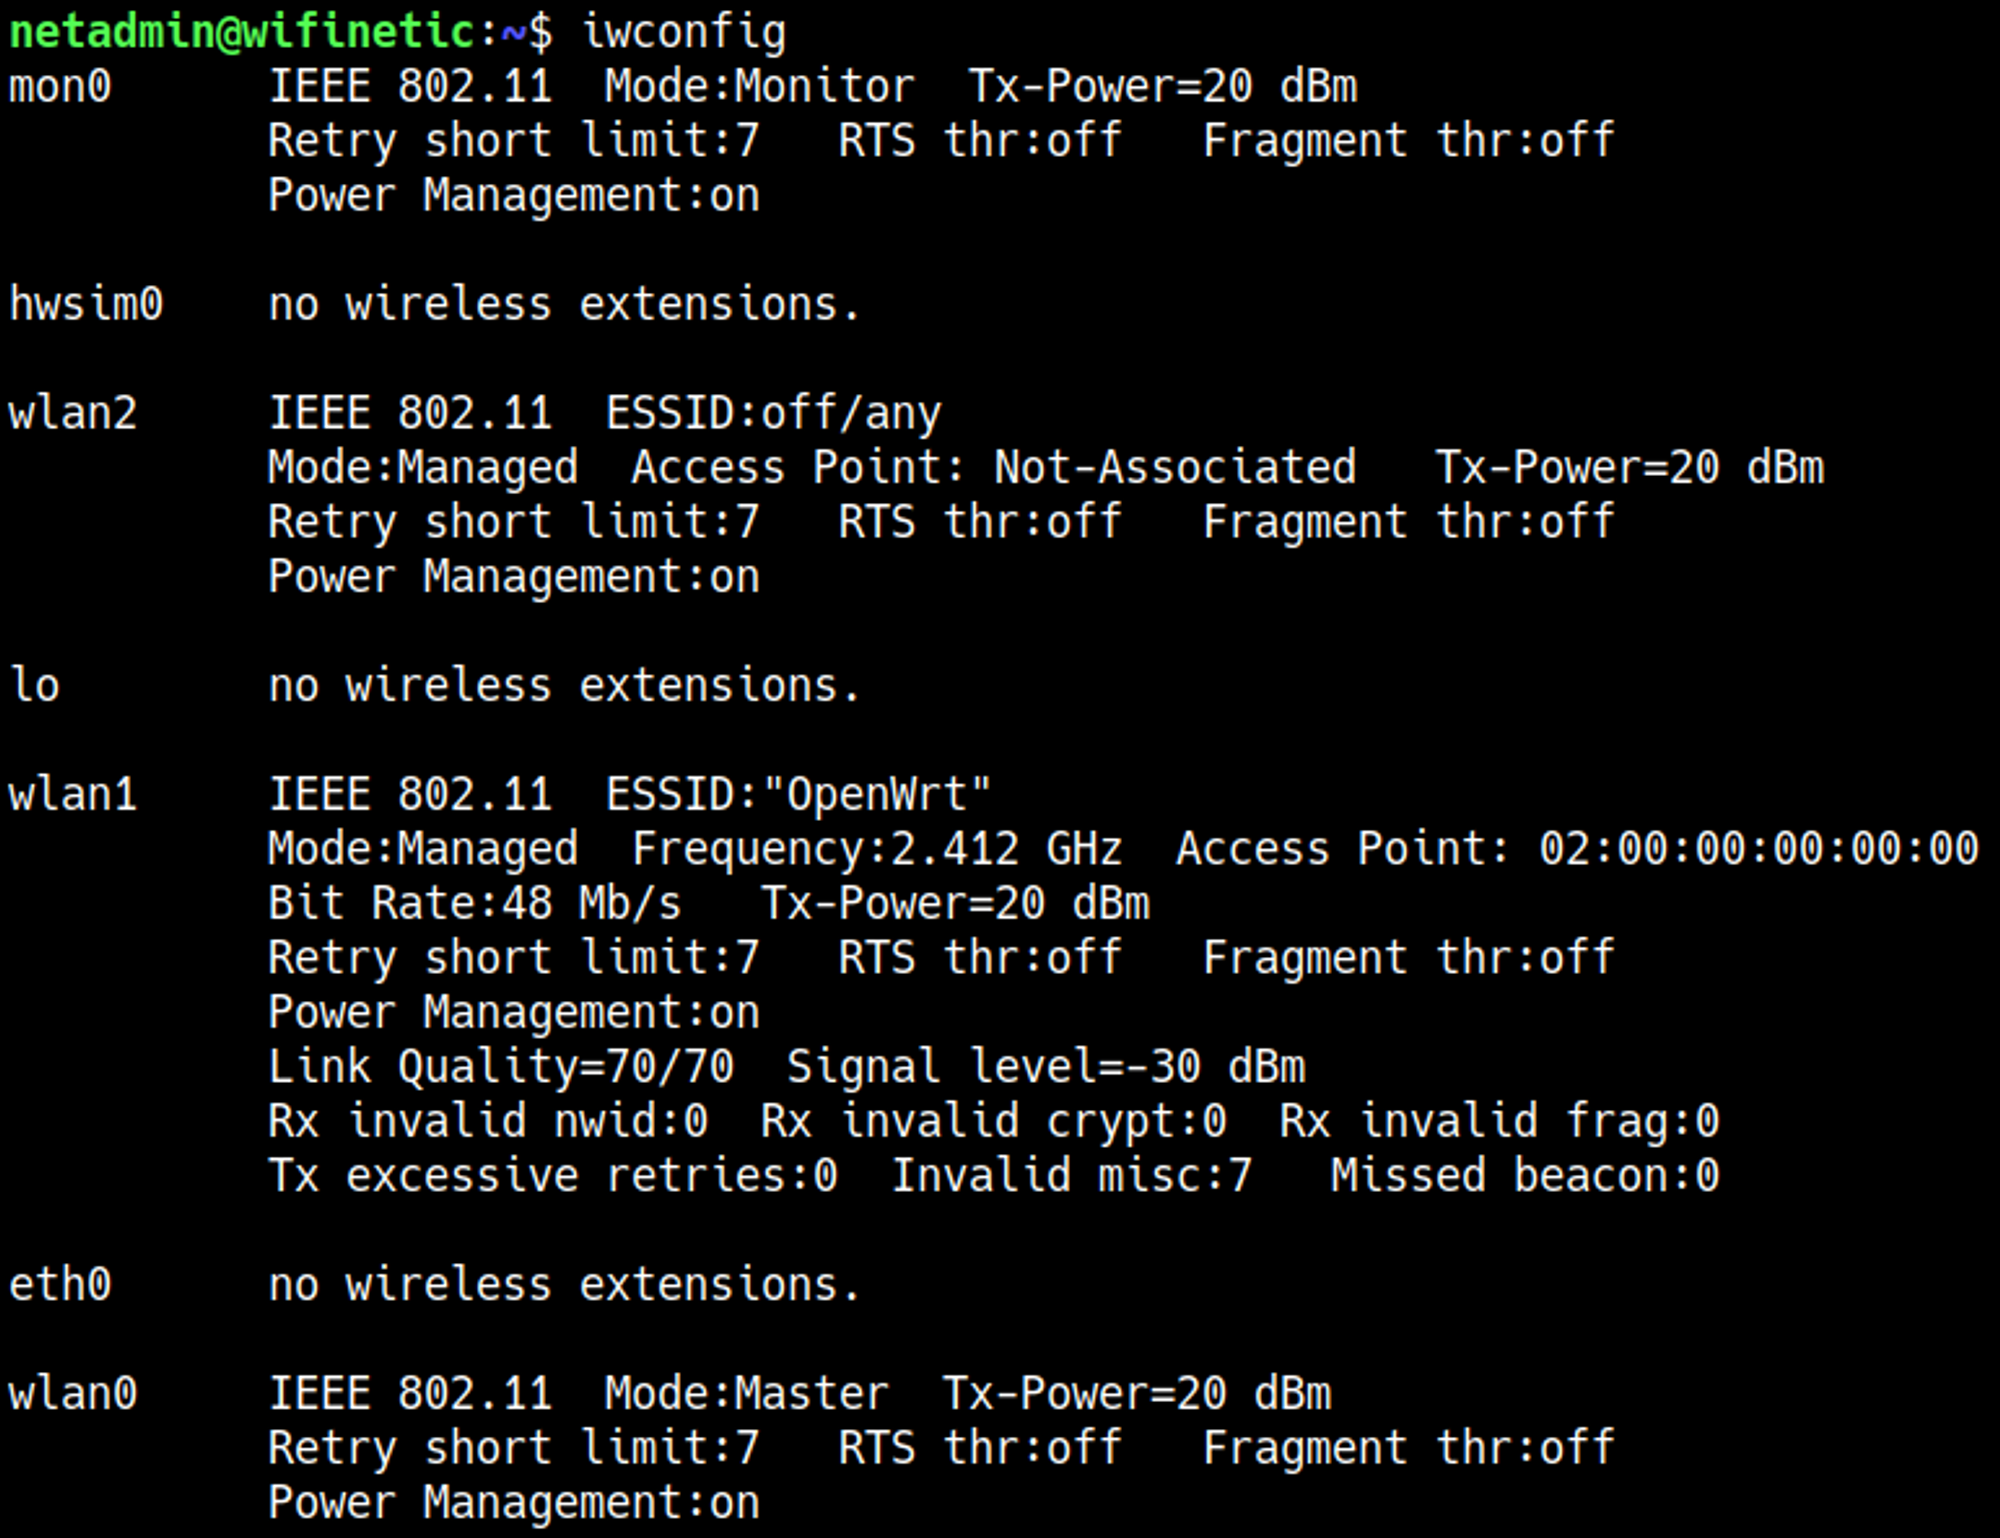 netadmin@wifinetic:~$ iwconfig
mon0      IEEE 802.11  Mode:Monitor  Tx-Power=20 dBm
          Retry short limit:7   RTS thr:off   Fragment thr:off
          Power Management:on

hwsim0    no wireless extensions.

wlan2     IEEE 802.11  ESSID:off/any
          Mode:Managed  Access Point: Not-Associated   Tx-Power=20 dBm
          Retry short limit:7   RTS thr:off   Fragment thr:off
          Power Management:on

lo        no wireless extensions.

wlan1     IEEE 802.11  ESSID:"OpenWrt"
          Mode:Managed  Frequency:2.412 GHz  Access Point: 02:00:00:00:00:00
          Bit Rate:48 Mb/s   Tx-Power=20 dBm
          Retry short limit:7   RTS thr:off   Fragment thr:off
          Power Management:on
          Link Quality=70/70  Signal level=-30 dBm
          Rx invalid nwid:0  Rx invalid crypt:0  Rx invalid frag:0
          Tx excessive retries:0  Invalid misc:7   Missed beacon:0

eth0      no wireless extensions.

wlan0     IEEE 802.11  Mode:Master  Tx-Power=20 dBm
          Retry short limit:7   RTS thr:off   Fragment thr:off
          Power Management:on